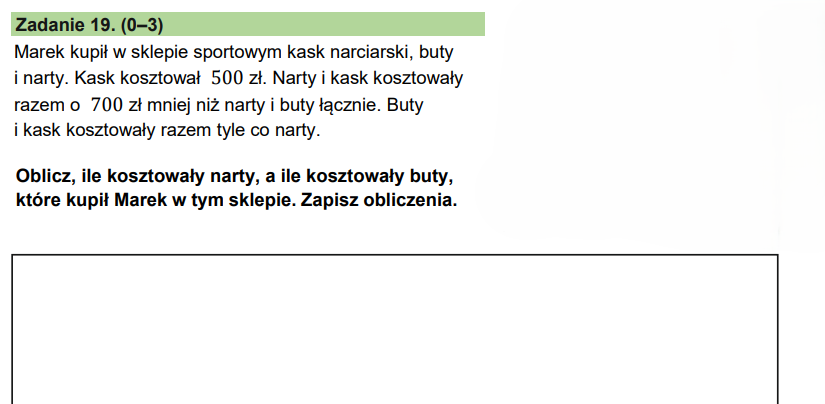 Zadanie 19. (0–3)
Marek kupił w sklepie sportowym kask narciarski, buty
i narty. Kask kosztował 500 zł. Narty i kask kosztowały
razem o 700 zł mniej niż narty i buty łącznie. Buty
i kask kosztowały razem tyle co narty.
Oblicz, ile kosztowały narty, a ile kosztowały buty,
które kupił Marek w tym sklepie. Zapisz obliczenia.